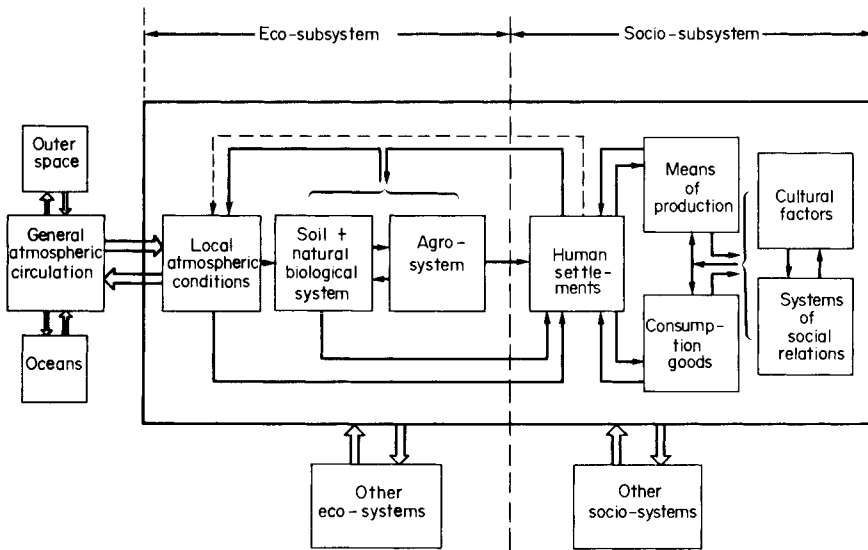 Eco-subsystem
Socio-subsystem
Outer
space
General
atmospheric
circulation
Oceans
Local
atmospheric
conditions
Soil +
natural
biological
system
Agro-
system
Human
settle-
ments
Means
of
production
Consump-
tion
goods
Cultural
factors
Systems
of
social
relations
Other
eco-systems
Other
socio-systems